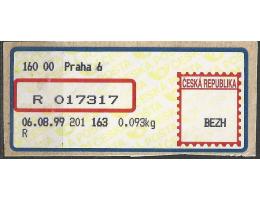 160 00 Praha 6
ČESKÁ REPUBLIKA
R 017317
06.08.99 201 163 0.093kg
BEZH
R